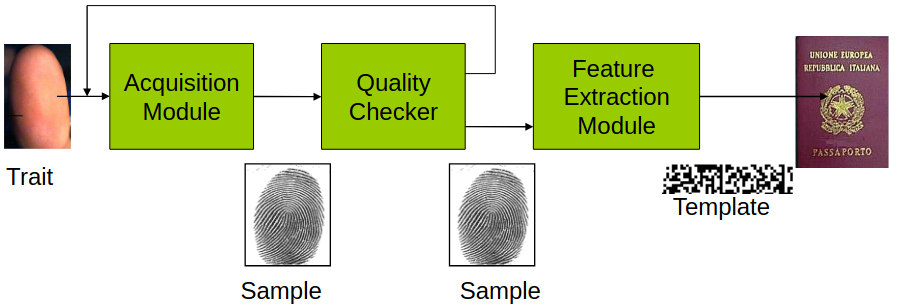 Acquisition
Module
Quality
Checker
Feature
Extraction
Module
UNIONE EUROPEA
REPUBBLICA ITALIANA
PASSAPORTO
Trait
Sample
Sample
Template